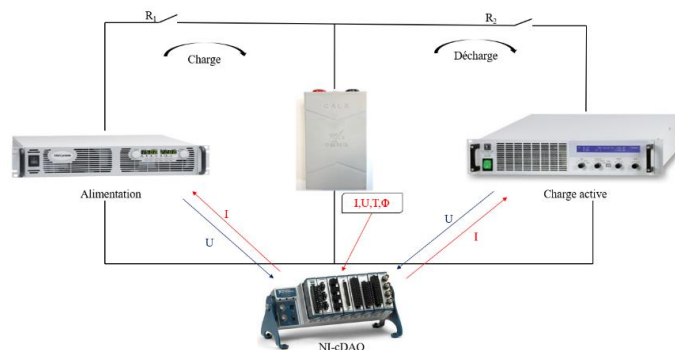 R₁
R₂
Charge
Décharge
Alimentation
Charge active
I,U,T,Φ
I
U
U
I
NI-cDAQ